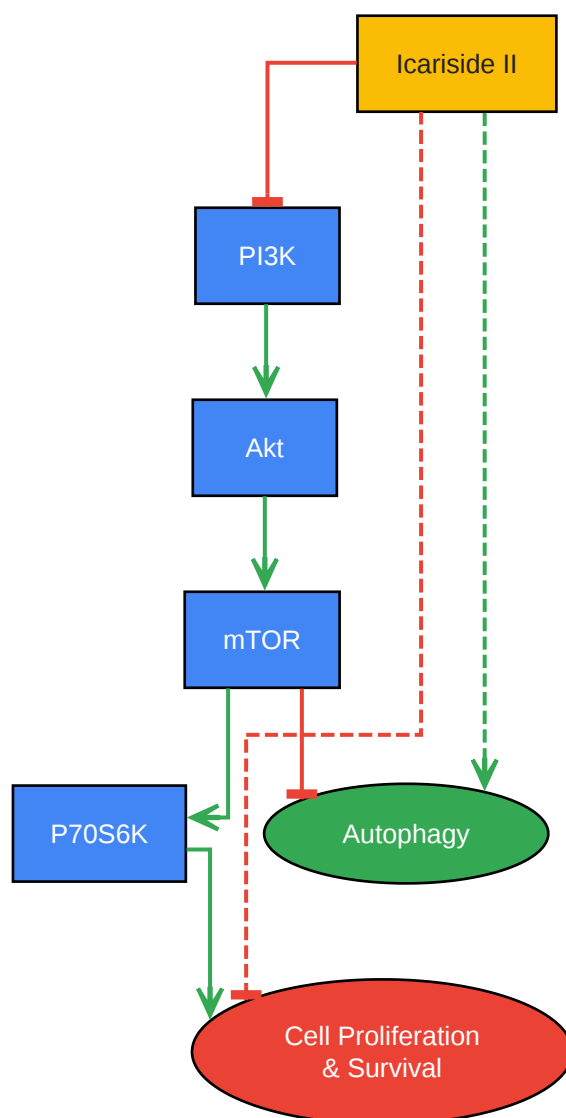 Icariside II
PI3K
Akt
mTOR
P70S6K
Autophagy
Cell Proliferation
& Survival